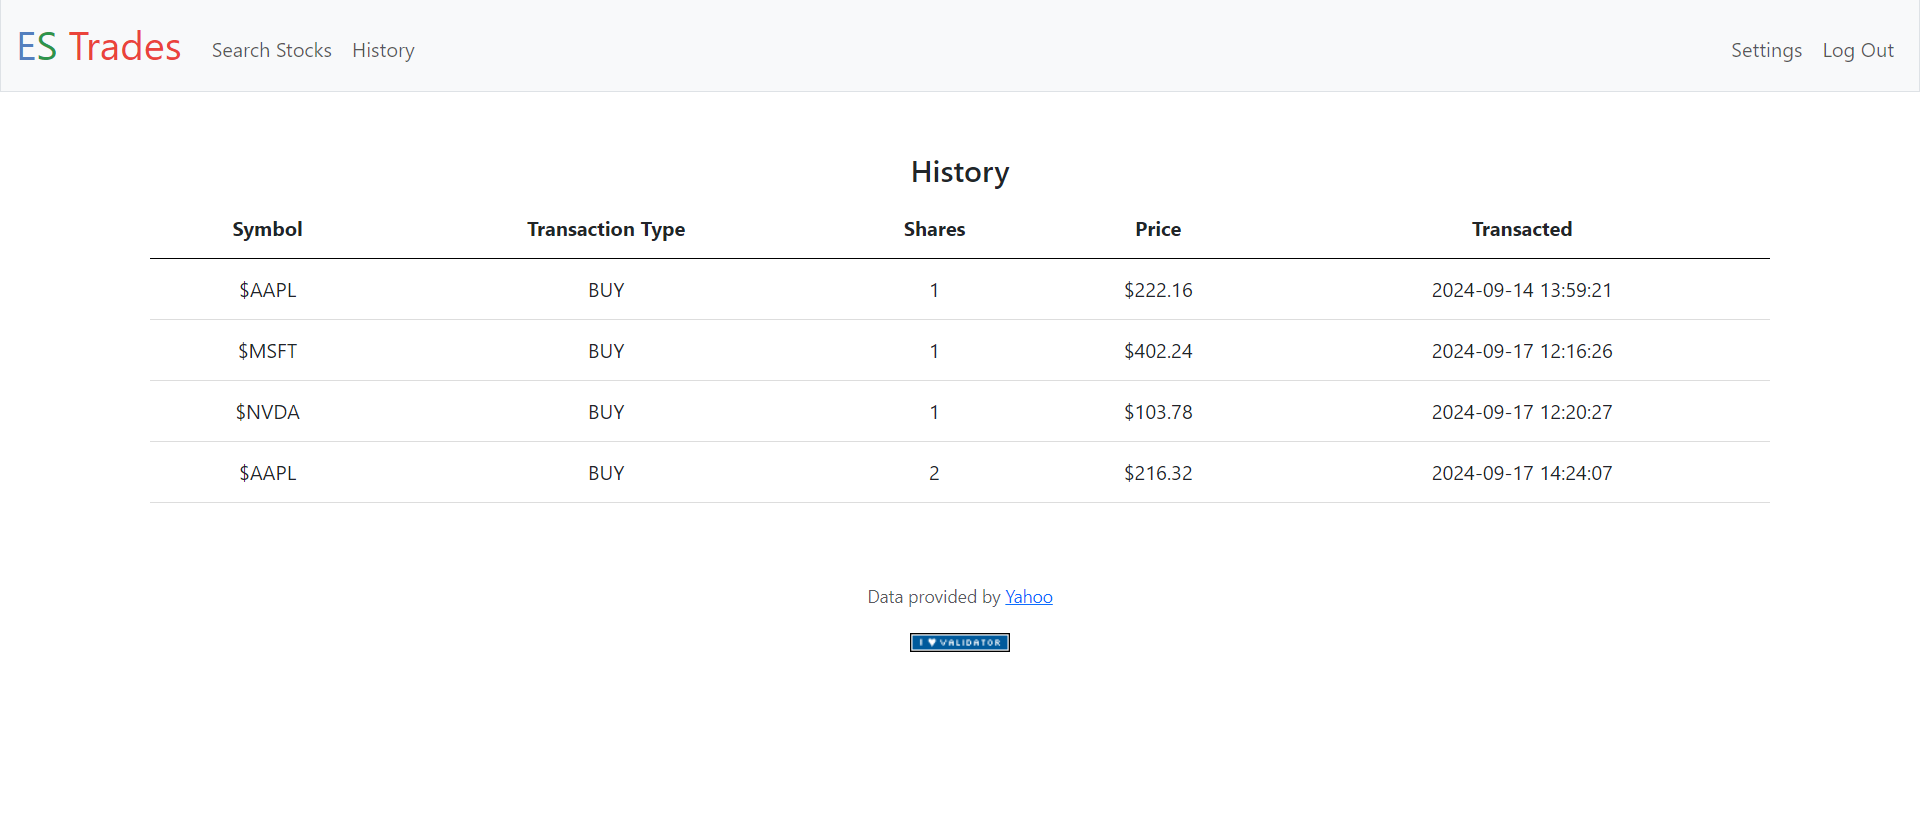 ES Trades Search Stocks History Settings Log Out
History
Symbol Transaction Type Shares Price Transacted
$AAPL BUY 1 $222.16 2024-09-14 13:59:21
$MSFT BUY 1 $402.24 2024-09-17 12:16:26
$NVDA BUY 1 $103.78 2024-09-17 12:20:27
$AAPL BUY 2 $216.32 2024-09-17 14:24:07
Data provided by Yahoo
I ♥ VALIDATOR